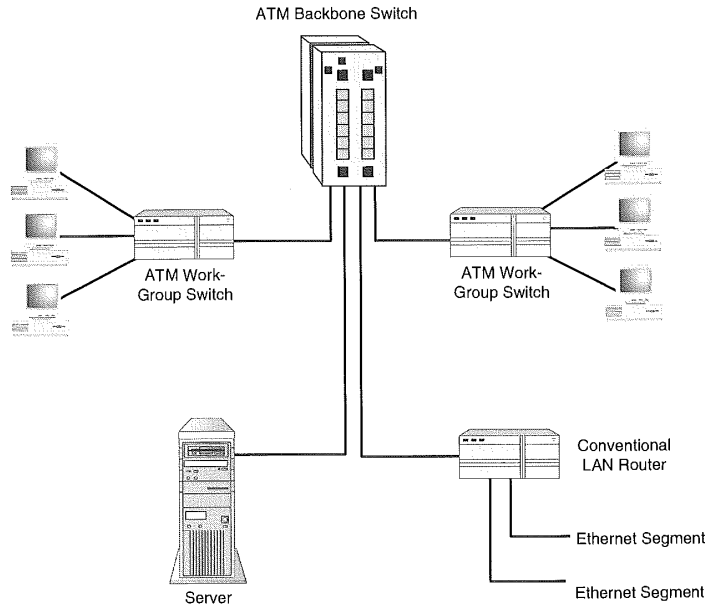 ATM Backbone Switch
ATM Work-
Group Switch
ATM Work-
Group Switch
Conventional
LAN Router
Ethernet Segment
Ethernet Segment
Server